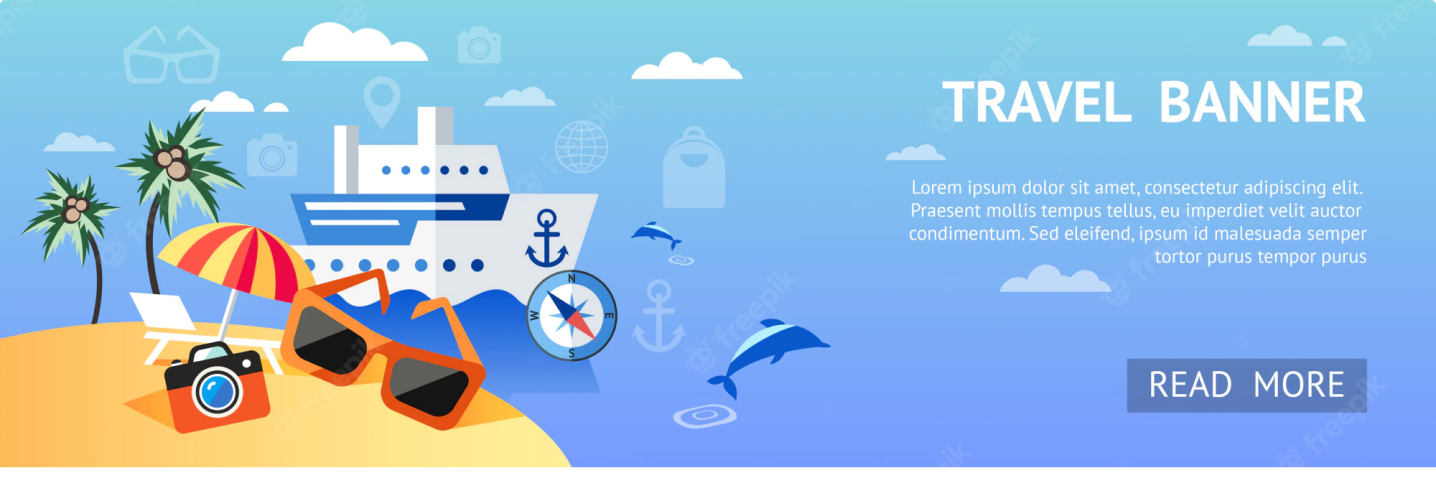 TRAVEL BANNER
Lorem ipsum dolor sit amet, consectetur adipiscing elit.
Praesent mollis tempus tellus, eu imperdiet velit auctor
condimentum. Sed eleifend, ipsum id malesuada semper
tortor purus tempor purus
N
W
E
S
READ MORE
freepik